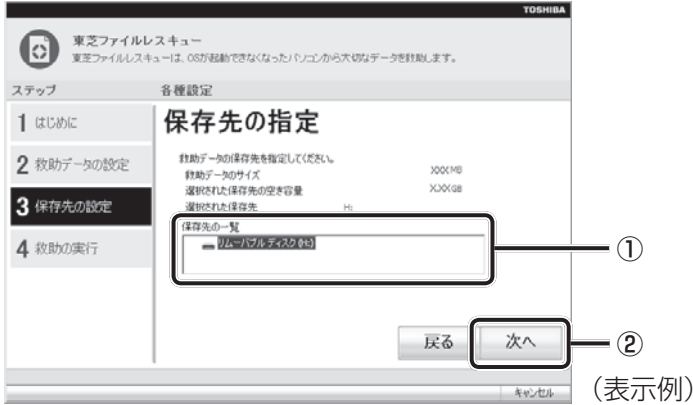 TOSHIBA
東芝ファイルレスキュー
東芝ファイルレスキューは、OSが起動できなくなったパソコンから大切なデータを救助します。
ステップ
各種設定
1 はじめに
2 救助データの設定
3 保存先の設定
4 救助の実行
保存先の指定
救助データの保存先を指定してください。
救助データのサイズ XXXMB
選択された保存先の空き容量 X.XXGB
選択された保存先 H:
保存先の一覧
リムーバブル ディスク(H:)
①
戻る 次へ
②
キャンセル
（表示例）